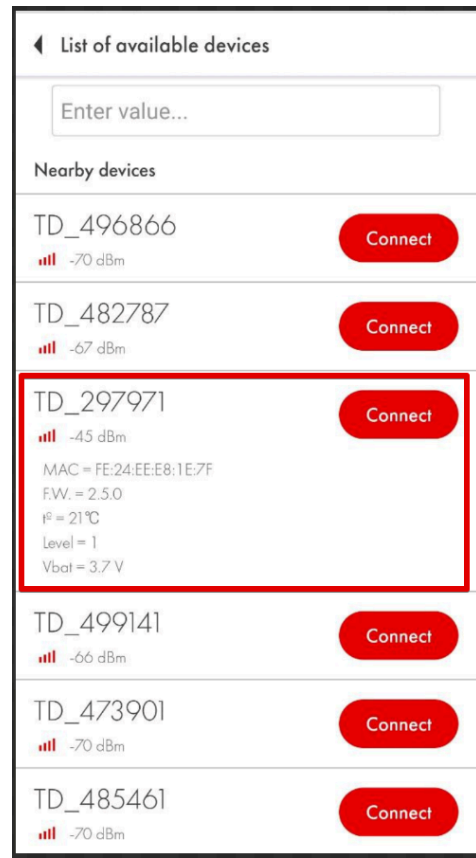 List of available devices
Enter value...
Nearby devices
TD_496866
Connect
-70 dBm
TD_482787
Connect
-67 dBm
TD_297971
Connect
-45 dBm
MAC = FE:24:EE:E8:1E:7F
F.W. = 2.5.0
tº = 21°C
Level = 1
Vbat = 3.7 V
TD_499141
Connect
-66 dBm
TD_473901
Connect
-70 dBm
TD_485461
Connect
-70 dBm